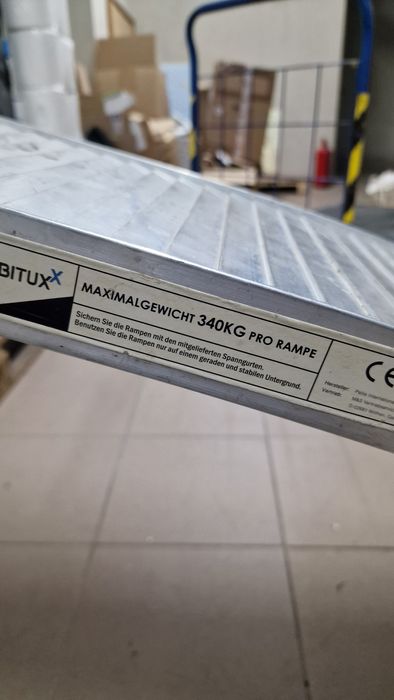 BITUXX
MAXIMALGEWICHT 340KG PRO RAMPE
Sichern Sie die Rampen mit den mitgelieferten Spanngurten.
Benutzen Sie die Rampen nur auf einem geraden und stabilen Untergrund.
CE
Hersteller:
Vertrieb: